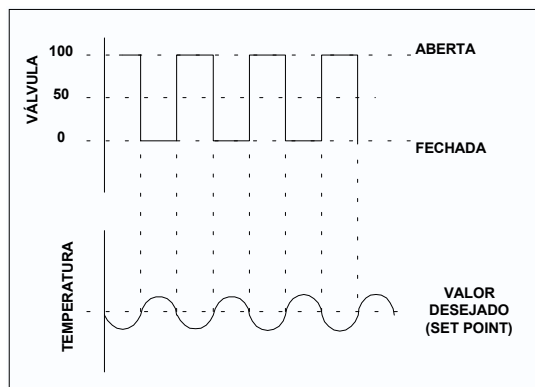 100
ABERTA
VÁLVULA
50
0
FECHADA
TEMPERATURA
VALOR
DESEJADO
(SET POINT)